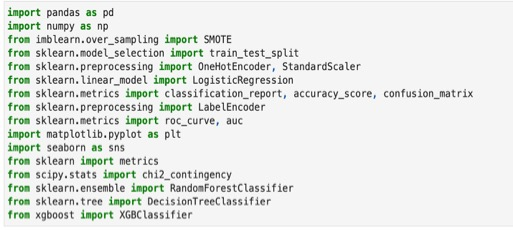 import pandas as pd
import numpy as np
from imblearn.over_sampling import SMOTE
from sklearn.model_selection import train_test_split
from sklearn.preprocessing import OneHotEncoder, StandardScaler
from sklearn.linear_model import LogisticRegression
from sklearn.metrics import classification_report, accuracy_score, confusion_matrix
from sklearn.preprocessing import LabelEncoder
from sklearn.metrics import roc_curve, auc
import matplotlib.pyplot as plt
import seaborn as sns
from sklearn import metrics
from scipy.stats import chi2_contingency
from sklearn.ensemble import RandomForestClassifier
from sklearn.tree import DecisionTreeClassifier
from xgboost import XGBClassifier